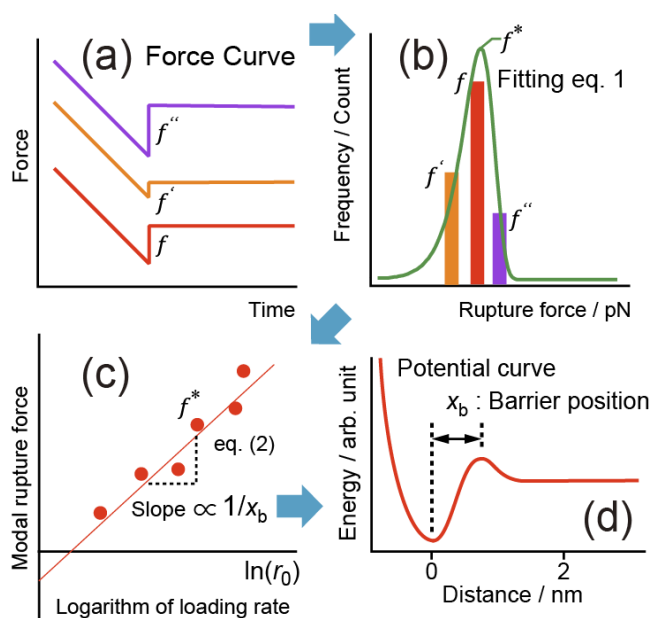 (a) Force Curve
f“
f‘
f
Force
Time
(b)
f*
f Fitting eq. 1
f‘
f“
Frequency / Count
Rupture force / pN
(c)
f*
eq. (2)
Slope ∝ 1/xb
ln(r0)
Modal rupture force
Logarithm of loading rate
Potential curve
xb : Barrier position
(d)
Energy / arb. unit
0 2
Distance / nm